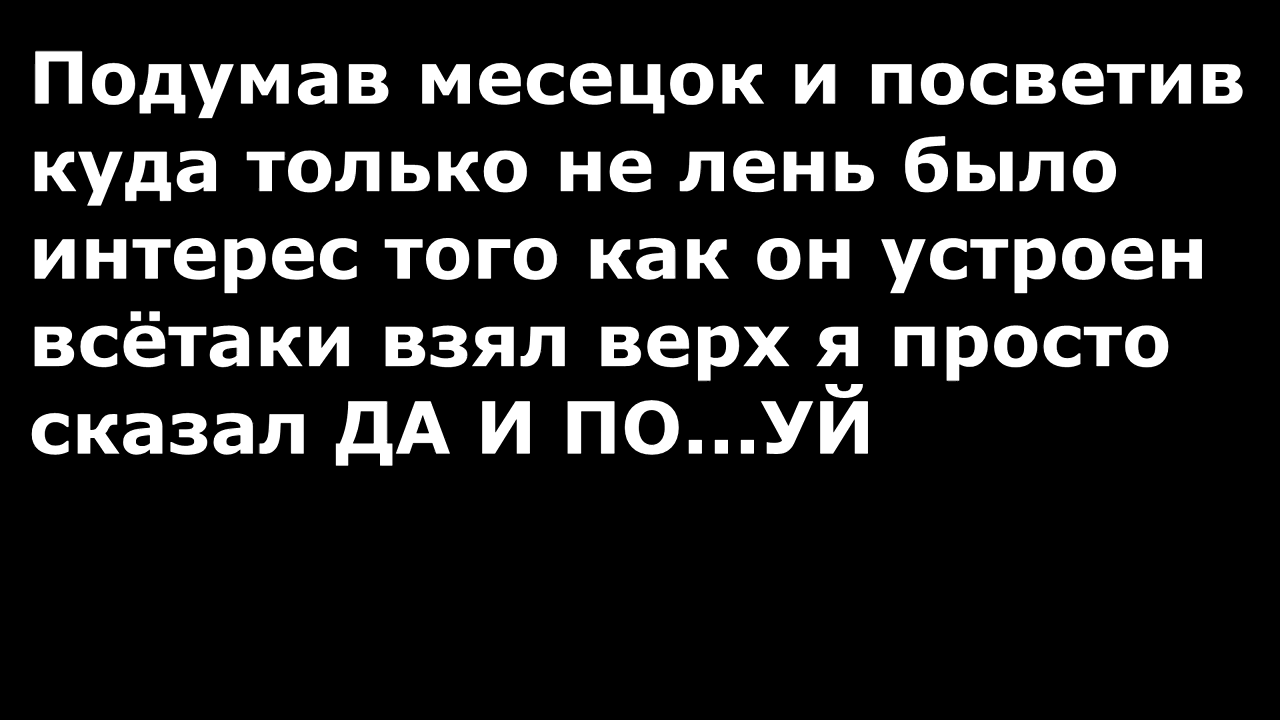 Подумав месецок и посветив
куда только не лень было
интерес того как он устроен
всётаки взял верх я просто
сказал ДА И ПО...УЙ